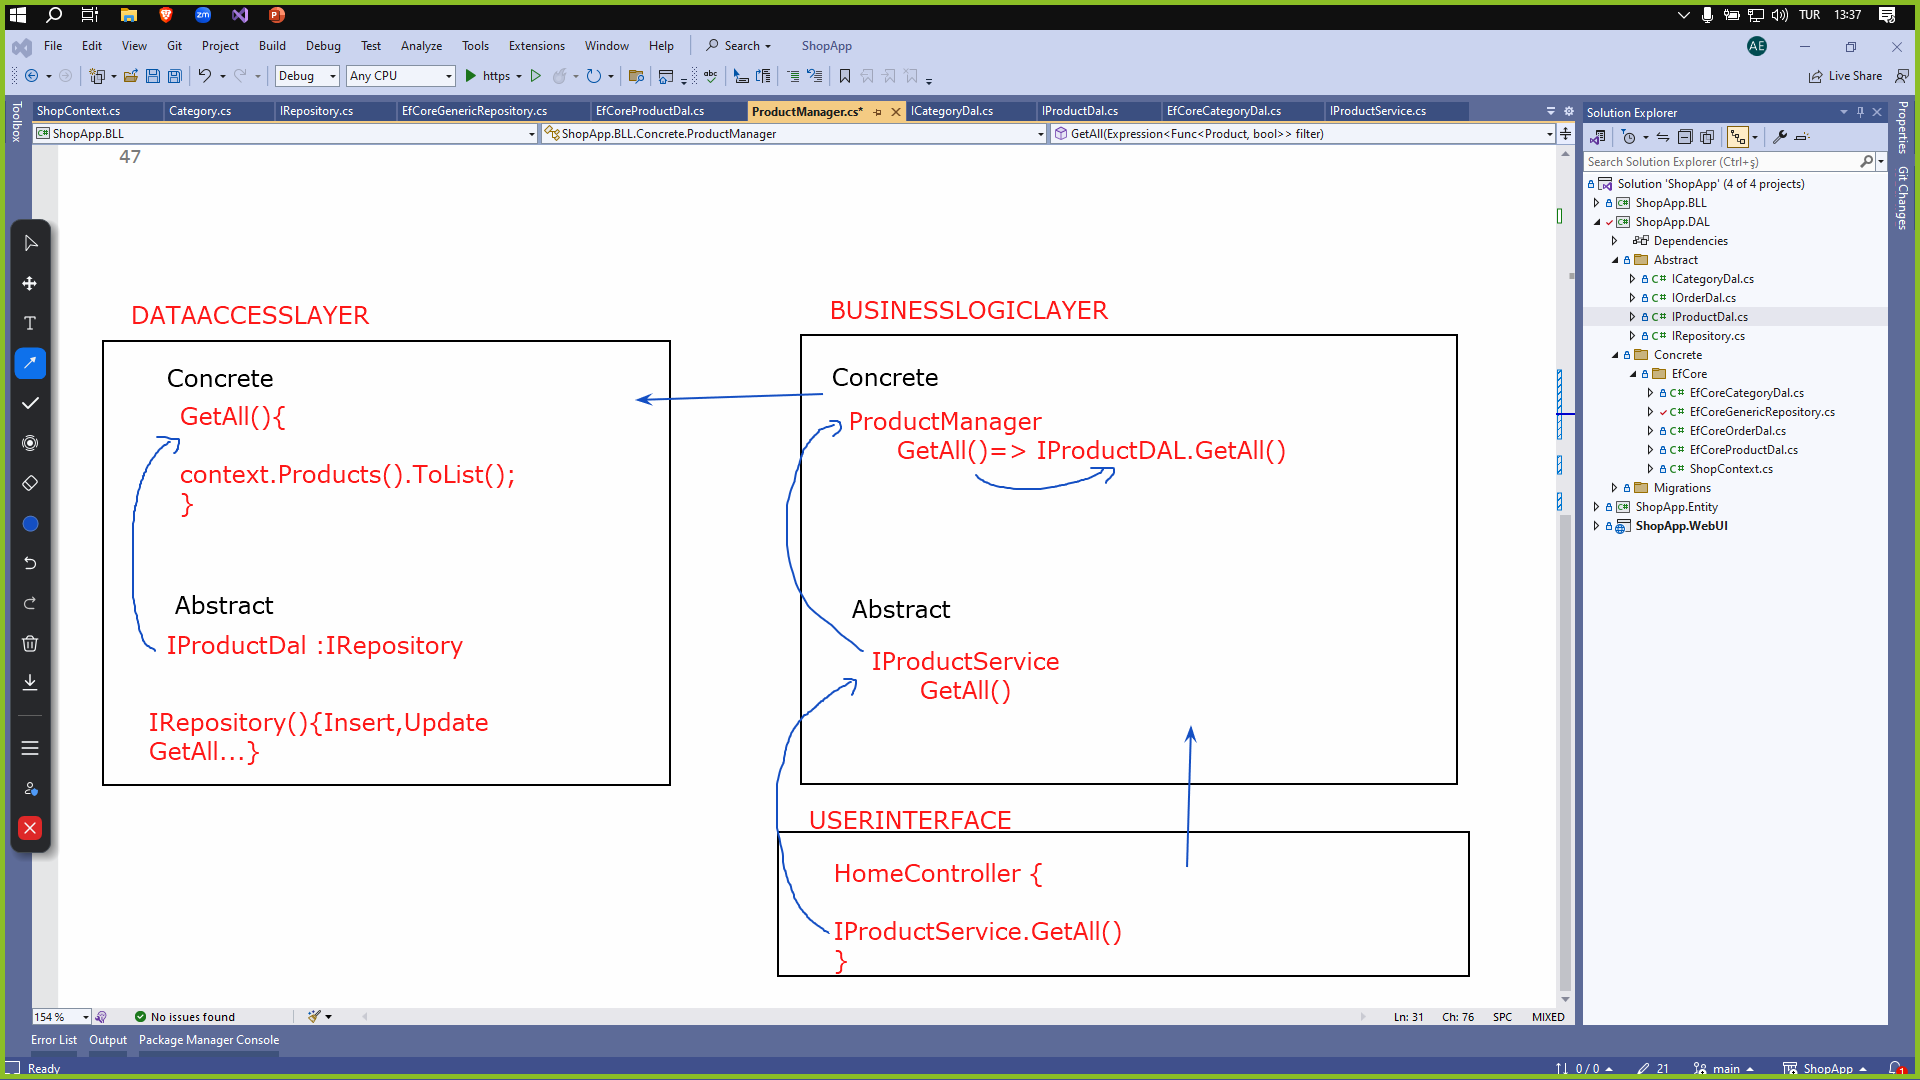 TUR 13:37
File Edit View Git Project Build Debug Test Analyze Tools Extensions Window Help Search ShopApp AE
Debug Any CPU https Live Share
Toolbox
ShopContext.cs Category.cs IRepository.cs EfCoreGenericRepository.cs EfCoreProductDal.cs ProductManager.cs* ICategoryDal.cs IProductDal.cs EfCoreCategoryDal.cs IProductService.cs
ShopApp.BLL ShopApp.BLL.Concrete.ProductManager GetAll(Expression<Func<Product, bool>> filter)
47
DATAACCESSLAYER
Concrete
GetAll(){
context.Products().ToList();
}
Abstract
IProductDal :IRepository
IRepository(){Insert,Update
GetAll...}
BUSINESSLOGICLAYER
Concrete
ProductManager
GetAll()=> IProductDAL.GetAll()
Abstract
IProductService
GetAll()
USERINTERFACE
HomeController {
IProductService.GetAll()
}
Solution Explorer
Search Solution Explorer (Ctrl+ş)
Solution 'ShopApp' (4 of 4 projects)
ShopApp.BLL
ShopApp.DAL
Dependencies
Abstract
ICategoryDal.cs
IOrderDal.cs
IProductDal.cs
IRepository.cs
Concrete
EfCore
EfCoreCategoryDal.cs
EfCoreGenericRepository.cs
EfCoreOrderDal.cs
EfCoreProductDal.cs
ShopContext.cs
Migrations
ShopApp.Entity
ShopApp.WebUI
Properties
Git Changes
154 % No issues found Ln: 31 Ch: 76 SPC MIXED
Error List Output Package Manager Console
Ready 0 / 0 21 main ShopApp 1